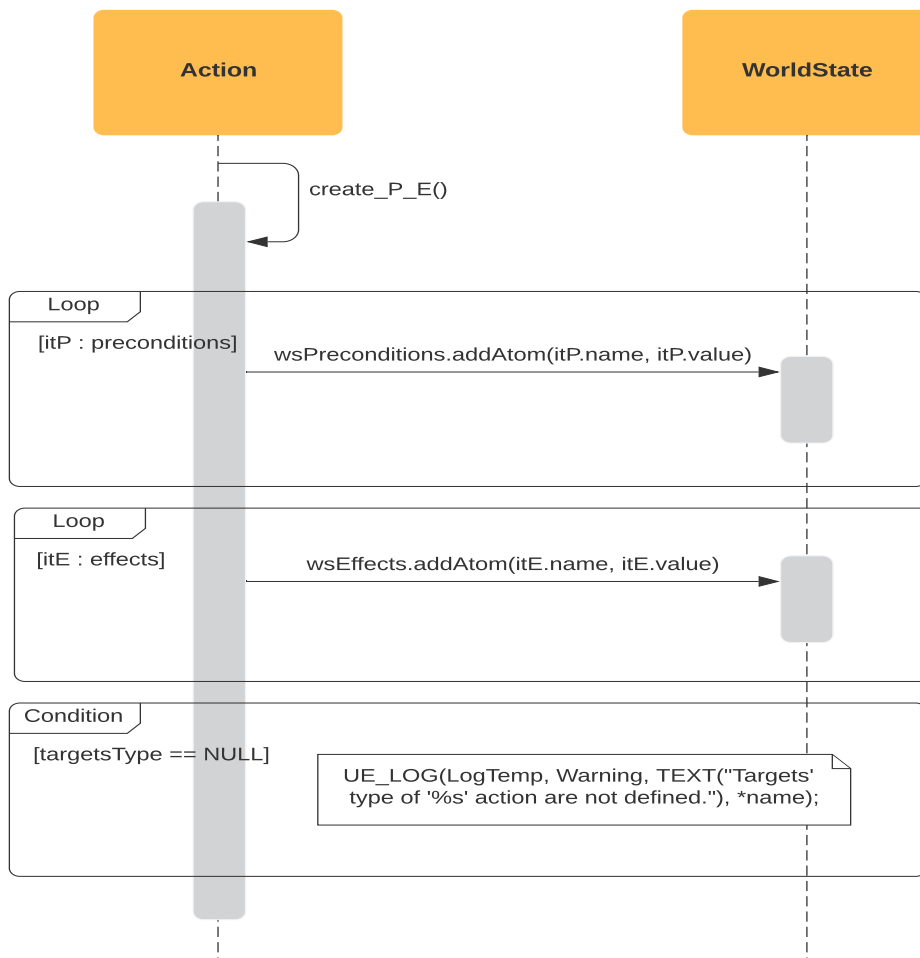 Action
WorldState
create_P_E()
Loop
[itP : preconditions]
wsPreconditions.addAtom(itP.name, itP.value)
Loop
[itE : effects]
wsEffects.addAtom(itE.name, itE.value)
Condition
[targetsType == NULL]
UE_LOG(LogTemp, Warning, TEXT("Targets'
type of '%s' action are not defined."), *name);